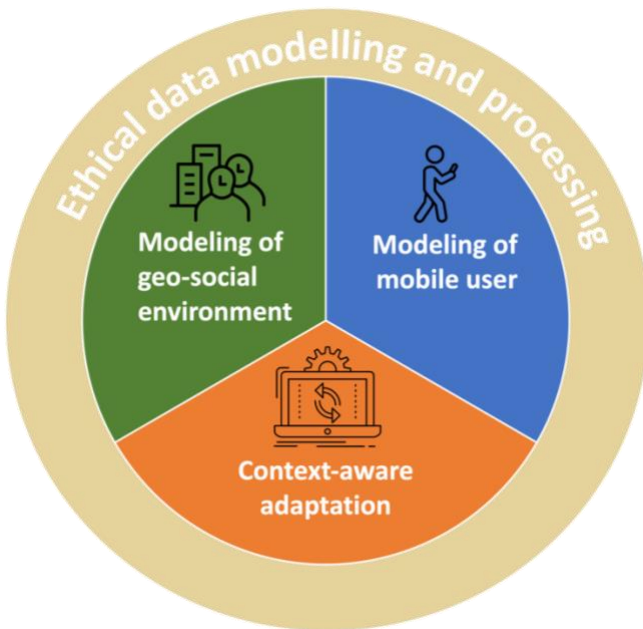 Ethical data modelling and processing
Modeling of
geo-social
environment
Modeling of
mobile user
Context-aware
adaptation